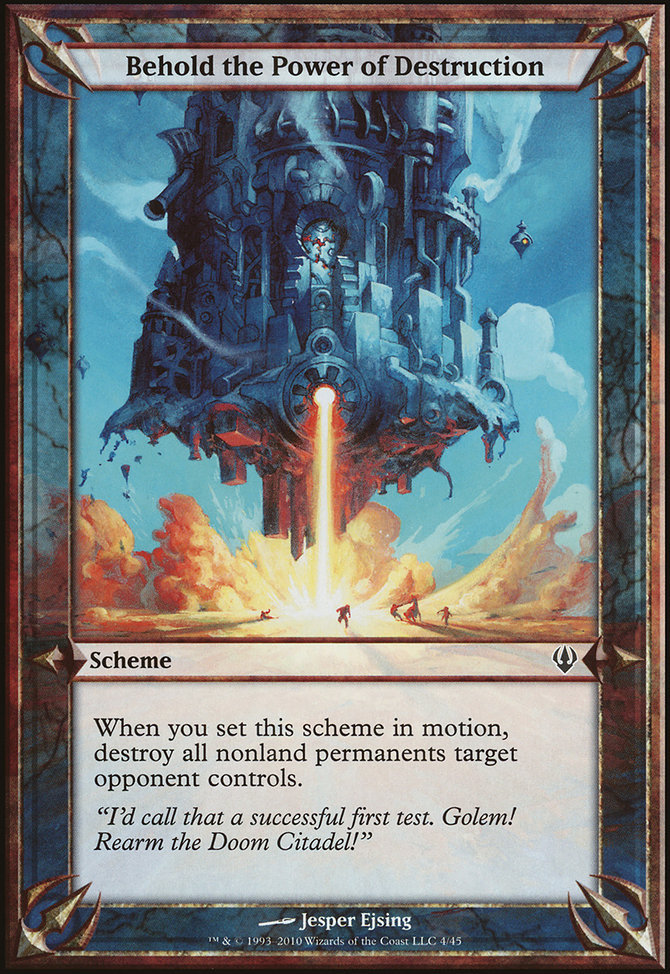 Behold the Power of Destruction
Scheme
When you set this scheme in motion,
destroy all nonland permanents target
opponent controls.
“I’d call that a successful first test. Golem!
Rearm the Doom Citadel!”
Jesper Ejsing
™ & © 1993–2010 Wizards of the Coast LLC 4/45